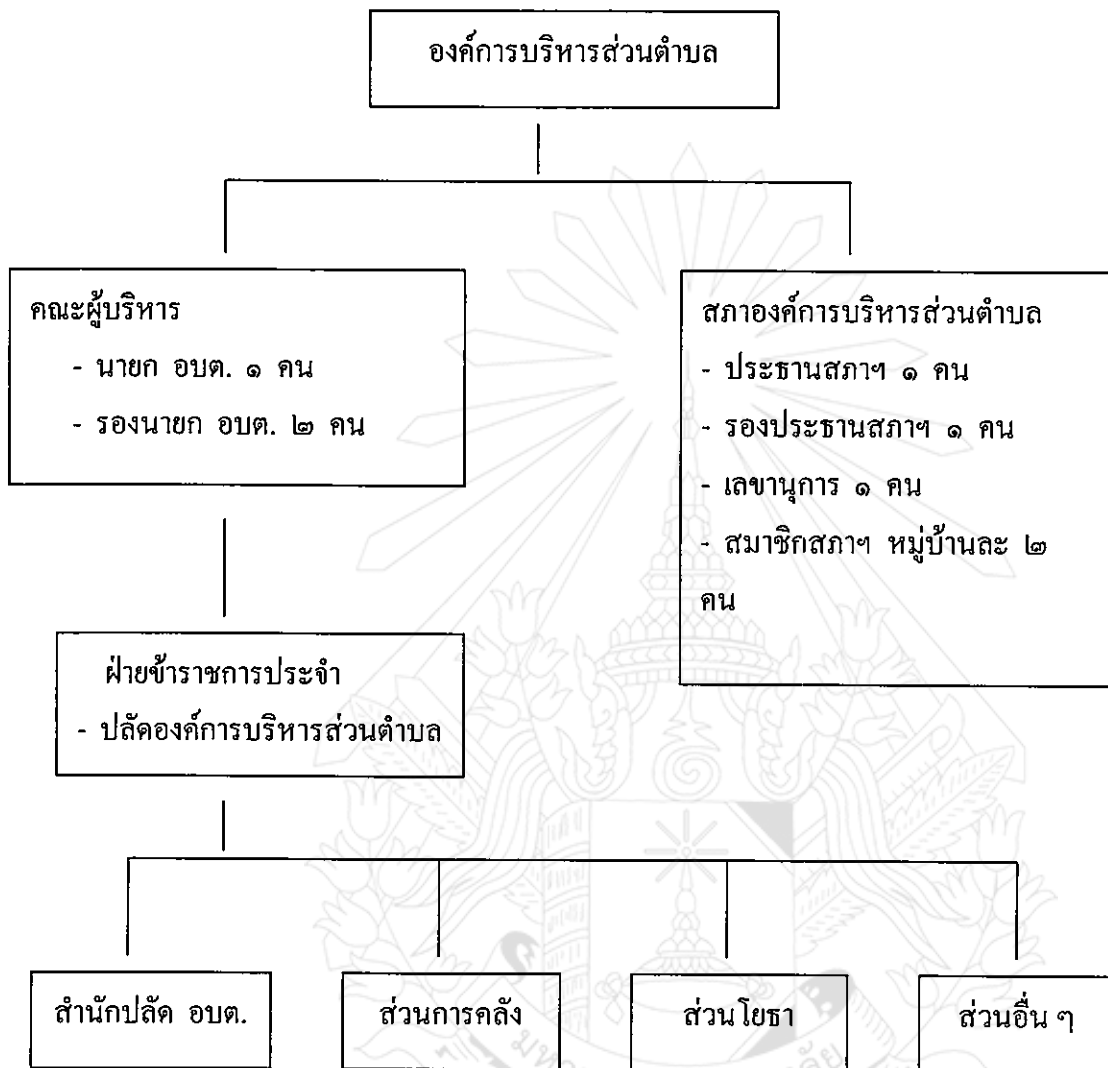 องค์การบริหารส่วนตำบล
คณะผู้บริหาร
- นายก อบต. ๑ คน
- รองนายก อบต. ๒ คน
สภาองค์การบริหารส่วนตำบล
- ประธานสภาฯ ๑ คน
- รองประธานสภาฯ ๑ คน
- เลขานุการ ๑ คน
- สมาชิกสภาฯ หมู่บ้านละ ๒
คน
ฝ่ายข้าราชการประจำ
- ปลัดองค์การบริหารส่วนตำบล
สำนักปลัด อบต.
ส่วนการคลัง
ส่วนโยธา
ส่วนอื่น ๆ